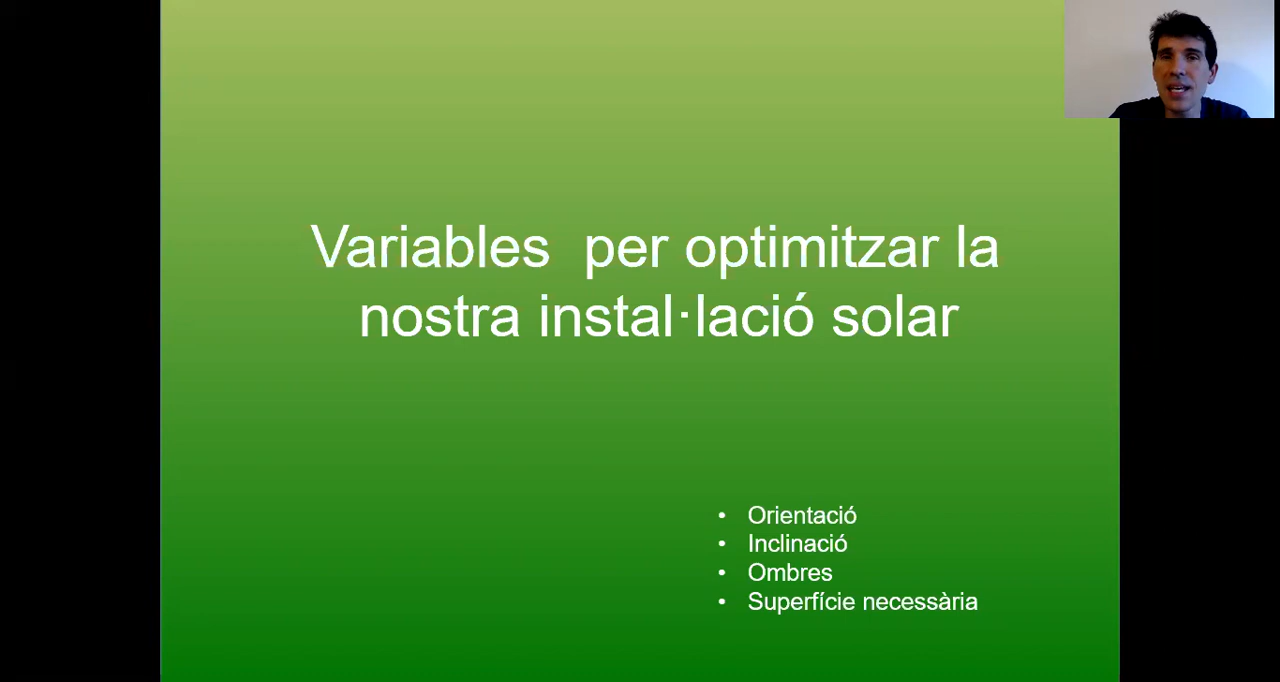 Variables per optimitzar la
nostra instal·lació solar
• Orientació
• Inclinació
• Ombres
• Superfície necessària